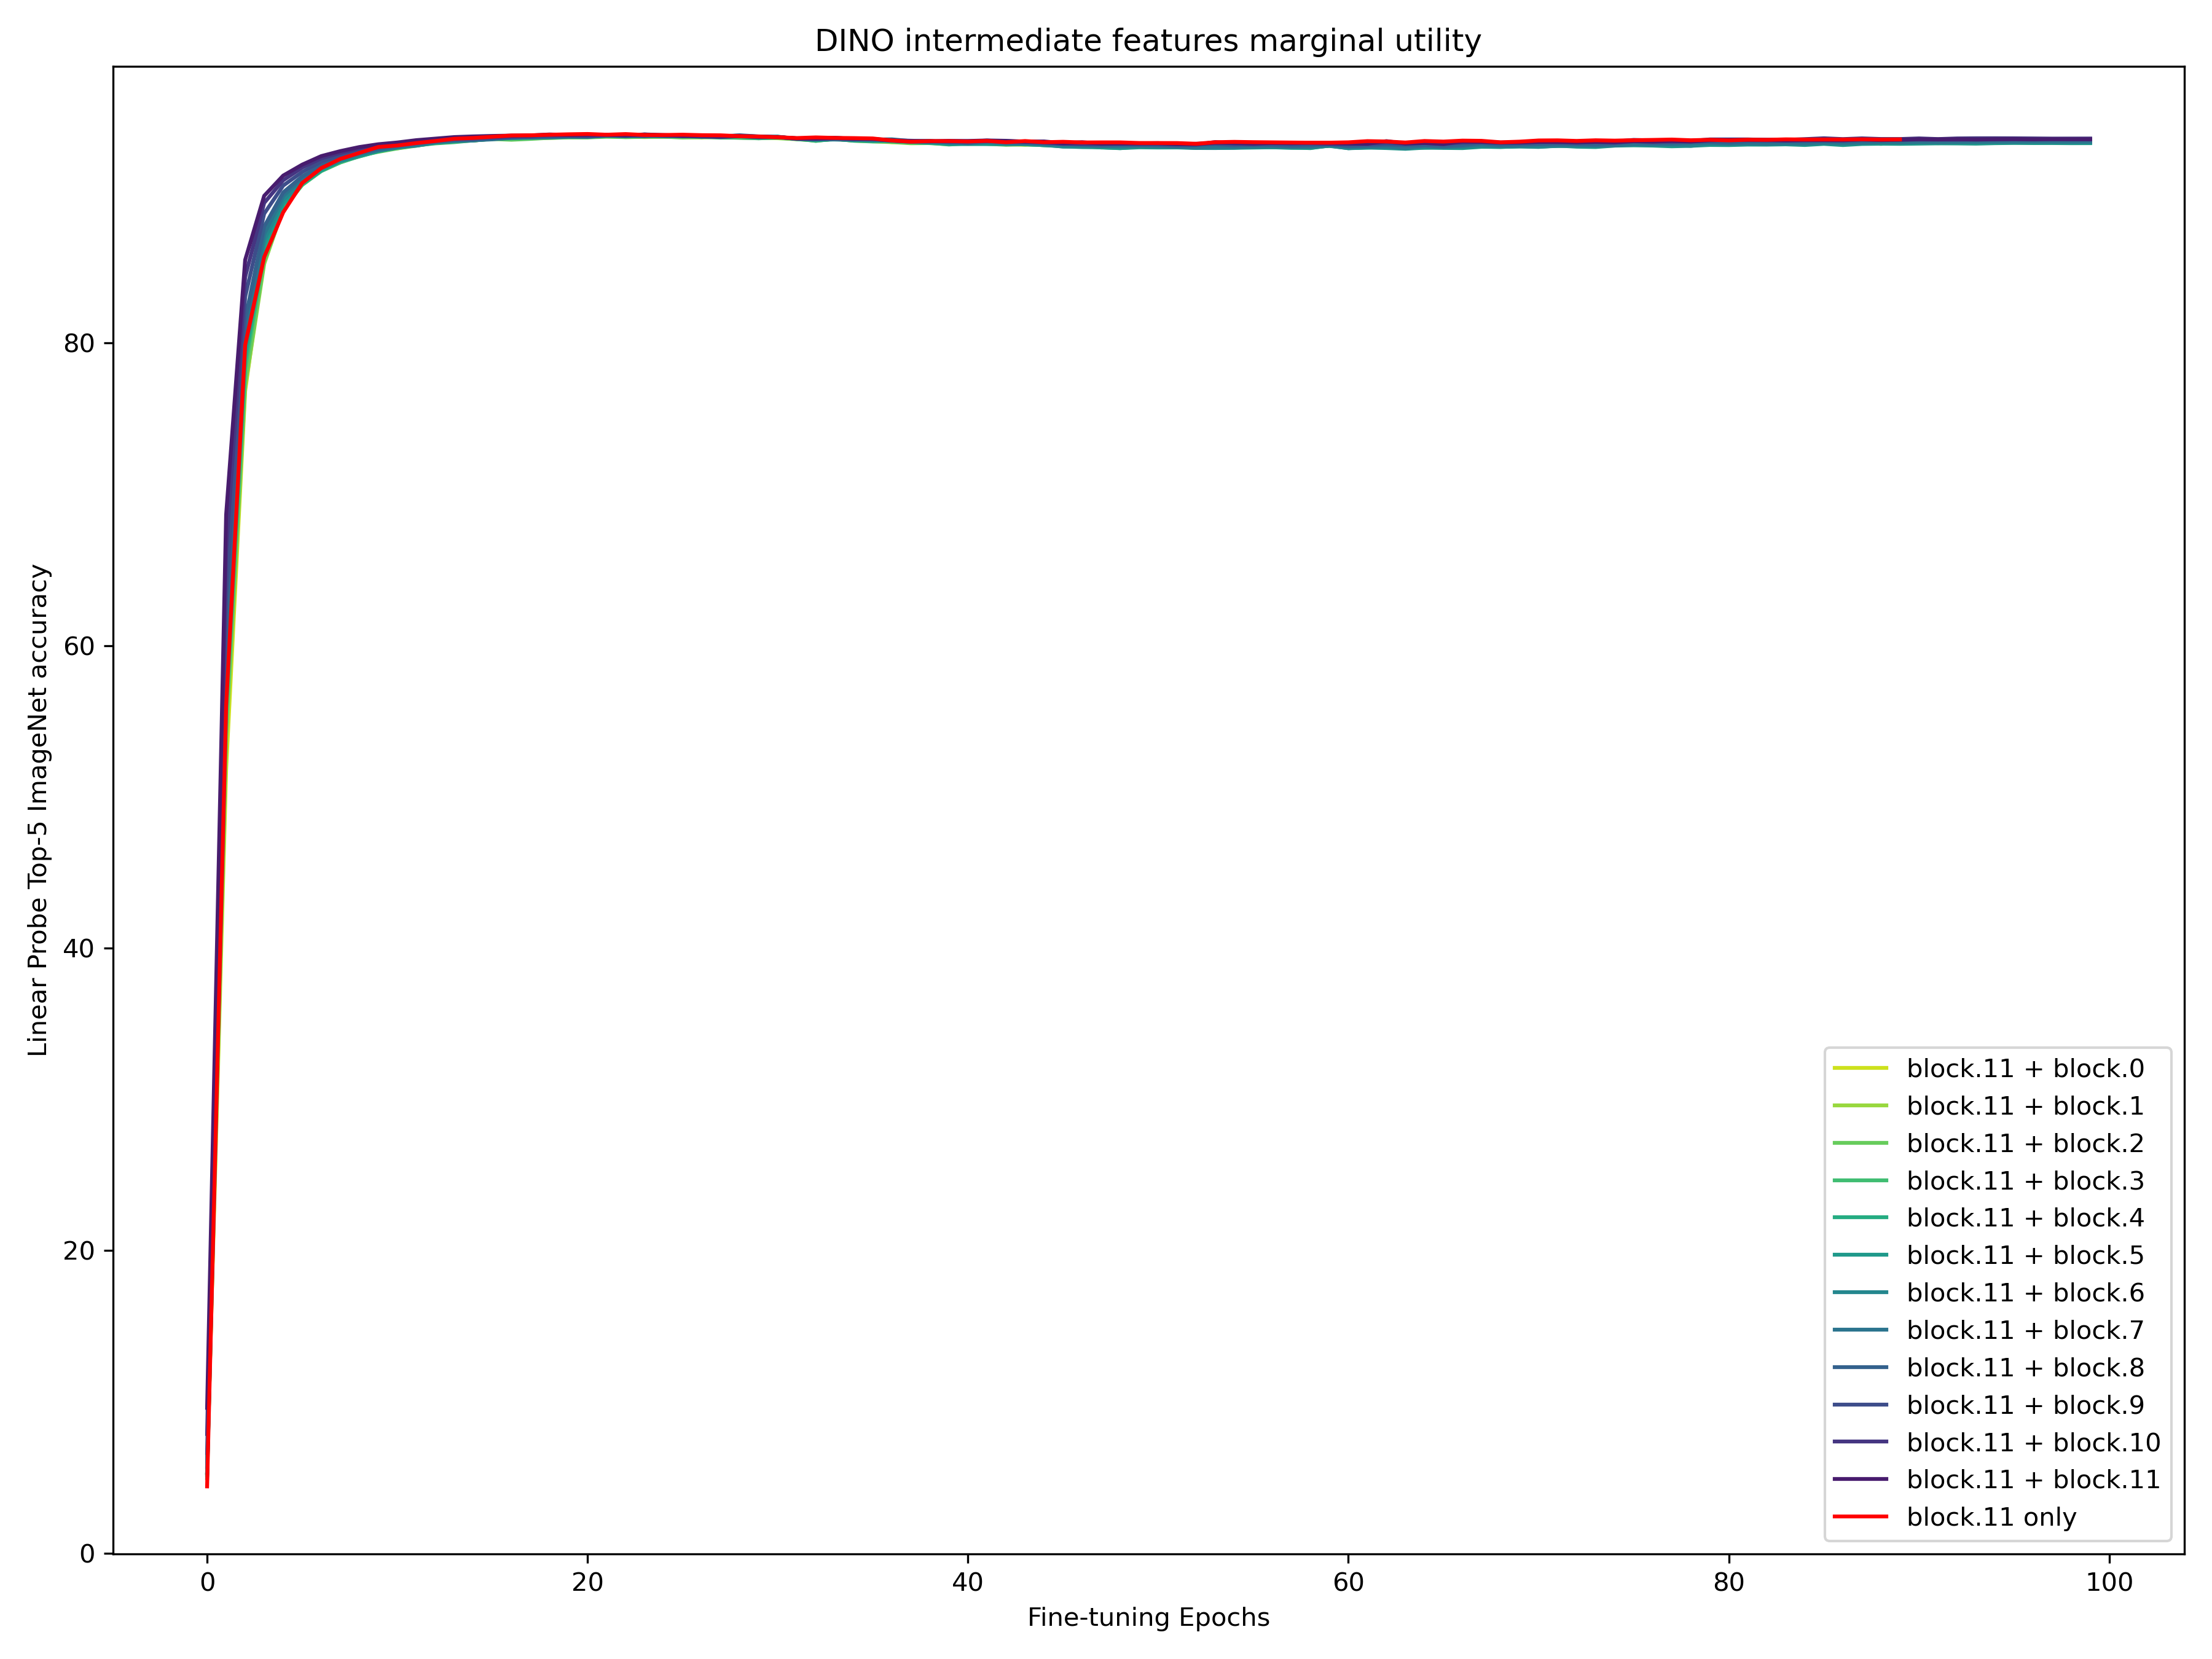 DINO intermediate features marginal utility
Linear Probe Top-5 ImageNet accuracy
80
60
40
20
0
0 20 40 60 80 100
Fine-tuning Epochs
block.11 + block.0
block.11 + block.1
block.11 + block.2
block.11 + block.3
block.11 + block.4
block.11 + block.5
block.11 + block.6
block.11 + block.7
block.11 + block.8
block.11 + block.9
block.11 + block.10
block.11 + block.11
block.11 only